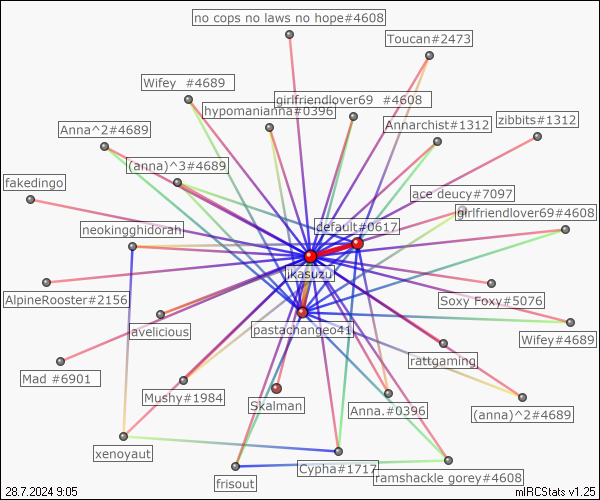 no cops no laws no hope#4608
Toucan#2473
Wifey #4689
girlfriendlover69 #4608
hypomanianna#0396
zibbits#1312
Anna^2#4689
Annarchist#1312
(anna)^3#4689
fakedingo
ace deucy#7097
girlfriendlover69#4608
neokingghidorah
default#0617
jkasuzu
AlpineRooster#2156
Soxy Foxy#5076
avelicious
pastachangeo41
Wifey#4689
rattgaming
Mad #6901
Mushy#1984
Skalman
Anna.#0396
(anna)^2#4689
xenoyaut
Cypha#1717
ramshackle gorey#4608
frisout
28.7.2024 9:05
mIRCStats v1.25